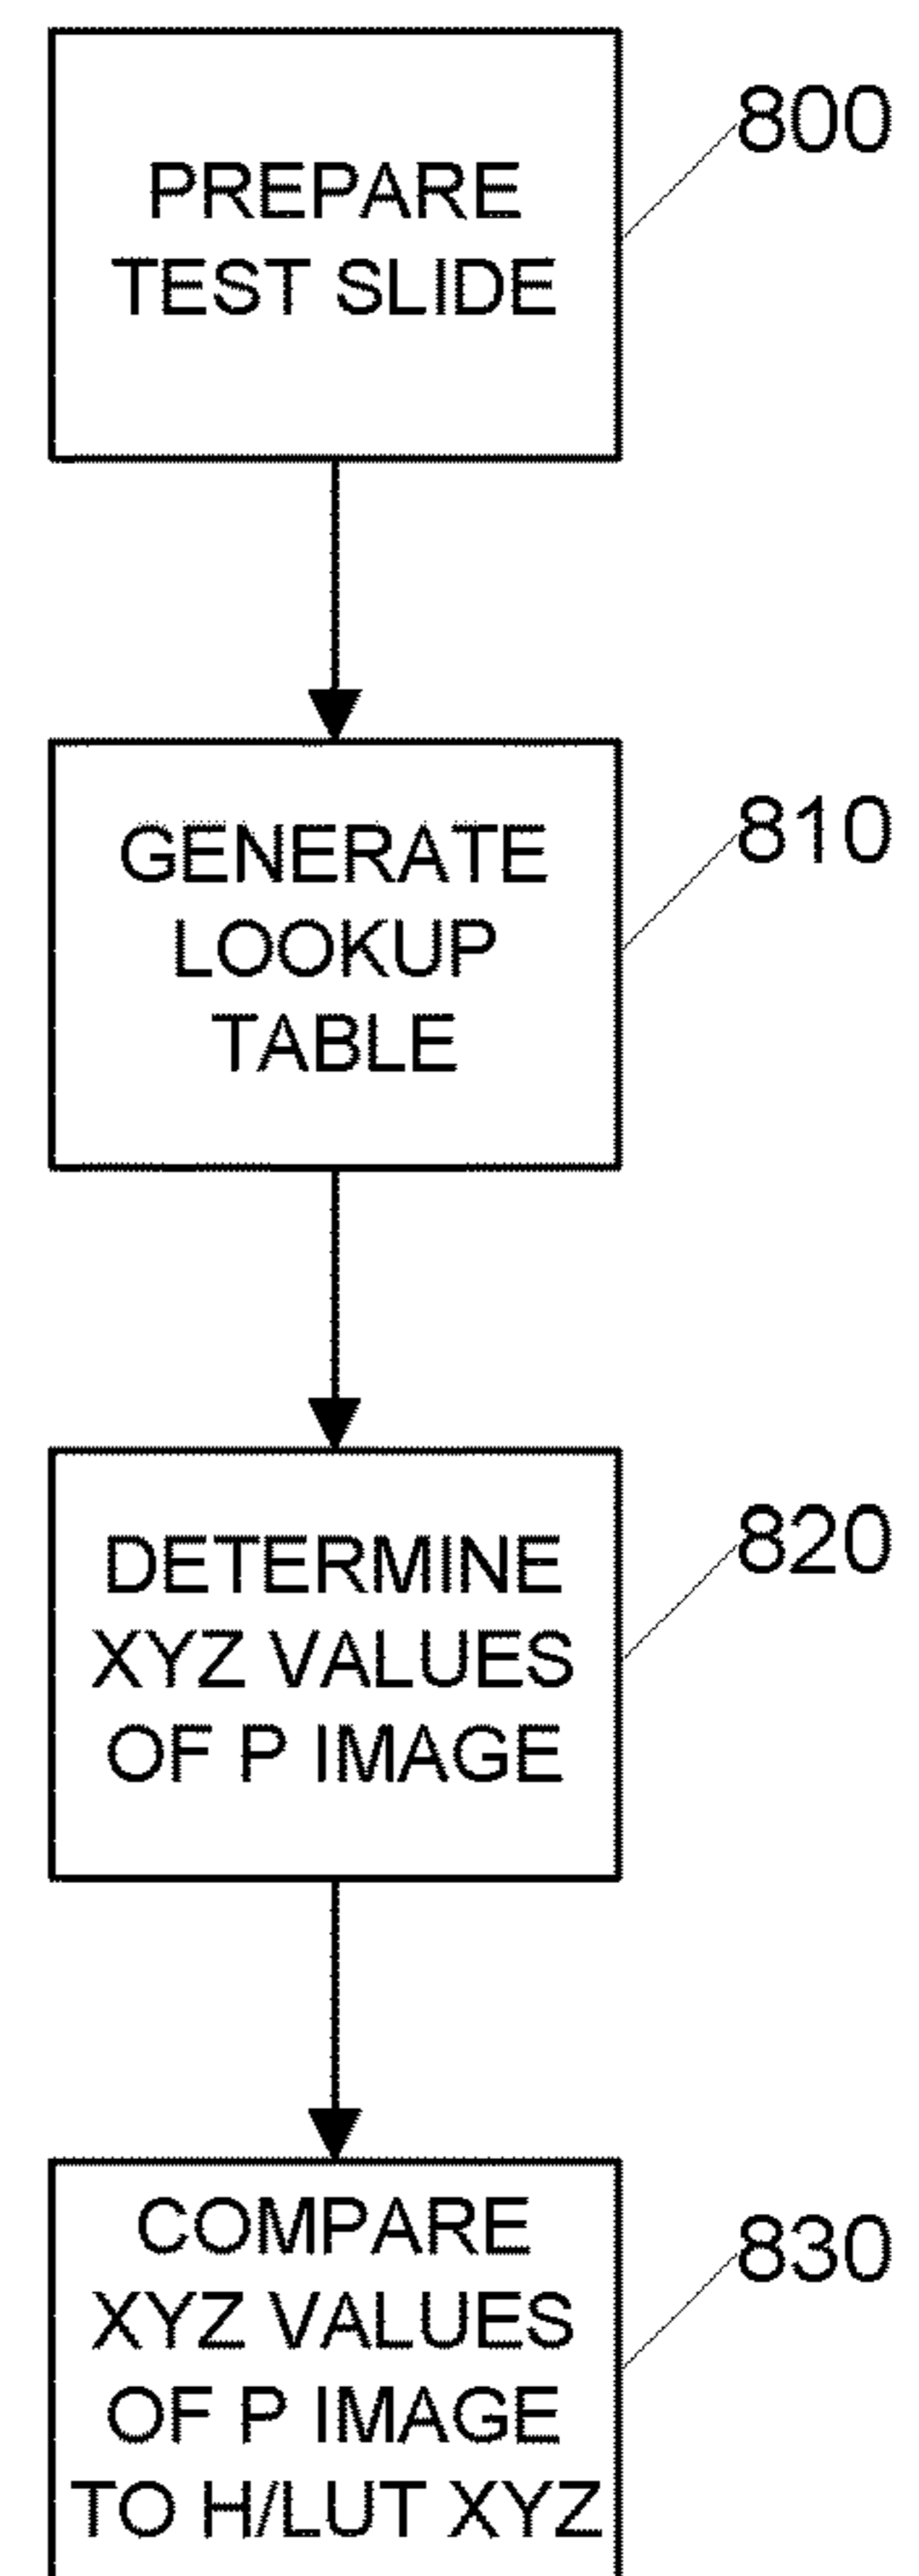 PREPARE
TEST SLIDE
800
GENERATE
LOOKUP
TABLE
810
DETERMINE
XYZ VALUES
OF P IMAGE
820
COMPARE
XYZ VALUES
OF P IMAGE
TO H/LUT XYZ
830